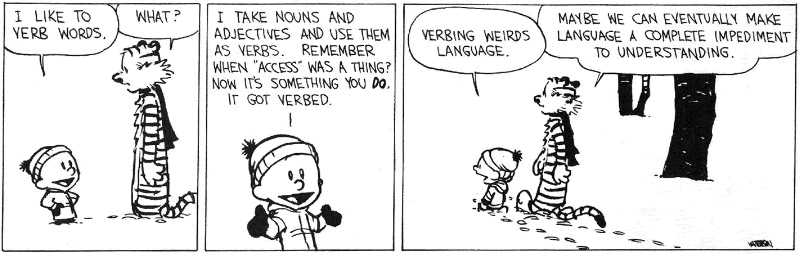 I LIKE TO
VERB WORDS.
WHAT?
I TAKE NOUNS AND
ADJECTIVES AND USE THEM
AS VERBS. REMEMBER
WHEN "ACCESS" WAS A THING?
NOW IT'S SOMETHING YOU DO.
IT GOT VERBED.
VERBING WEIRDS
LANGUAGE.
MAYBE WE CAN EVENTUALLY MAKE
LANGUAGE A COMPLETE IMPEDIMENT
TO UNDERSTANDING.
WATTERSON